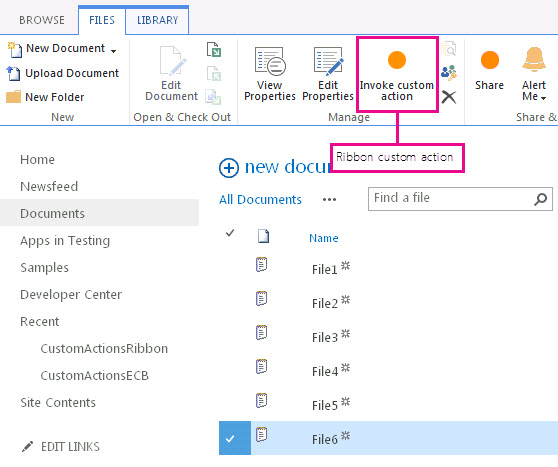 BROWSE FILES LIBRARY
New Document
Upload Document
New Folder
New
Edit
Document
Open & Check Out
View
Properties
Edit
Properties
Invoke custom
action
Manage
Share
Alert
Me
Share &
Ribbon custom action
Home
Newsfeed
Documents
Apps in Testing
Samples
Developer Center
Recent
CustomActionsRibbon
CustomActionsECB
Site Contents
EDIT LINKS
new docu
All Documents ••• Find a file
Name
File1
File2
File3
File4
File5
File6